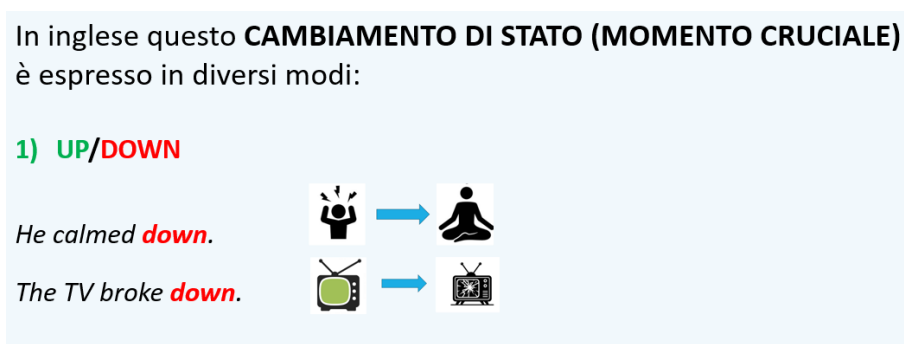 In inglese questo CAMBIAMENTO DI STATO (MOMENTO CRUCIALE)
è espresso in diversi modi:
1) UP/DOWN
He calmed down.
The TV broke down.